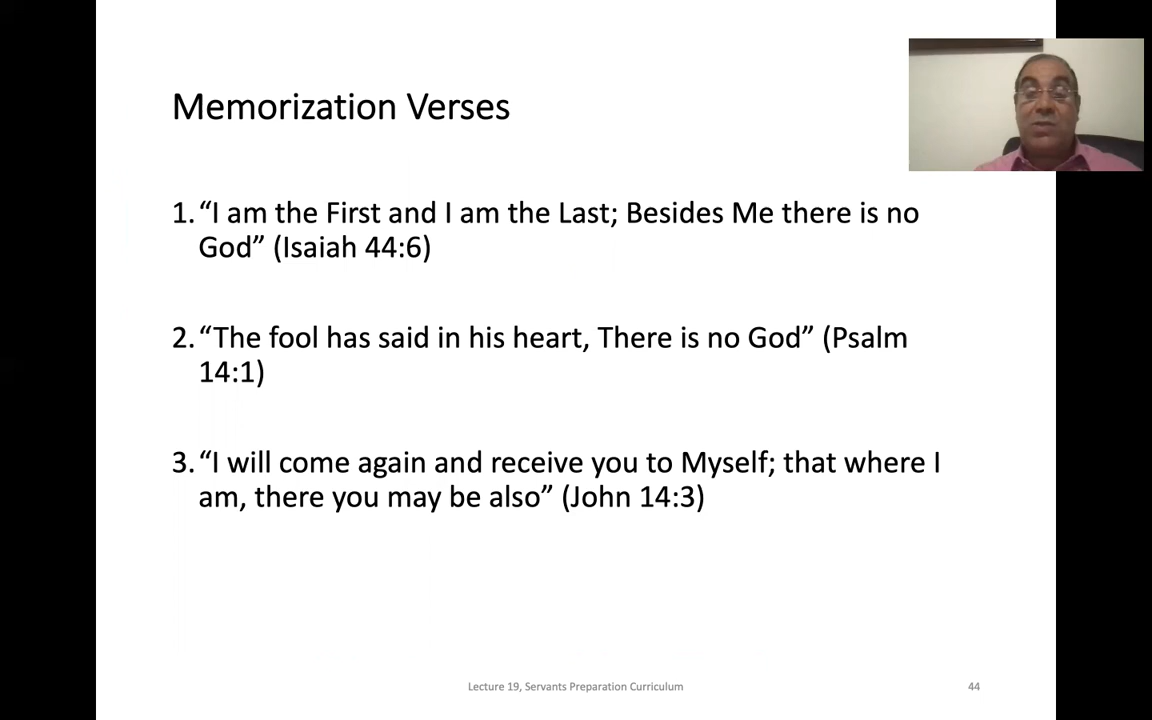 Memorization Verses
1. “I am the First and I am the Last; Besides Me there is no
God” (Isaiah 44:6)
2. “The fool has said in his heart, There is no God” (Psalm
14:1)
3. “I will come again and receive you to Myself; that where I
am, there you may be also” (John 14:3)
Lecture 19, Servants Preparation Curriculum
44